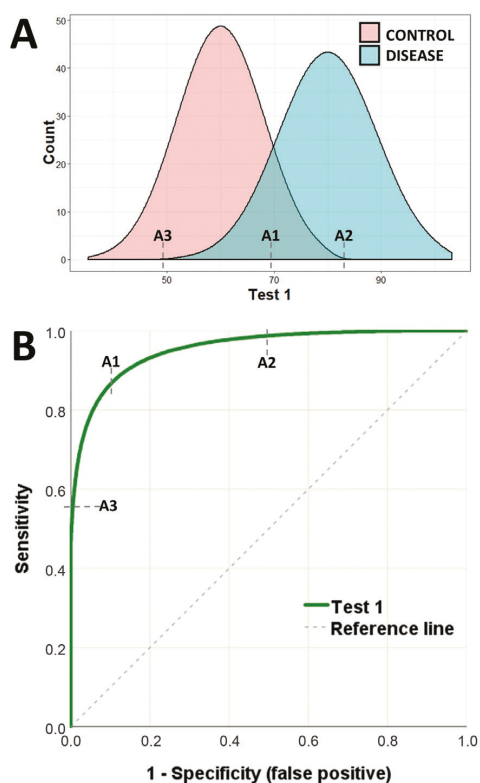 A
50
CONTROL
DISEASE
40
30
Count
20
10
A3
A1
A2
0
50
70
90
Test 1
B
1.0
A1
A2
0.8
0.6
A3
Sensitivity
0.4
Test 1
Reference line
0.2
0.0
0.0
0.2
0.4
0.6
0.8
1.0
1 - Specificity (false positive)